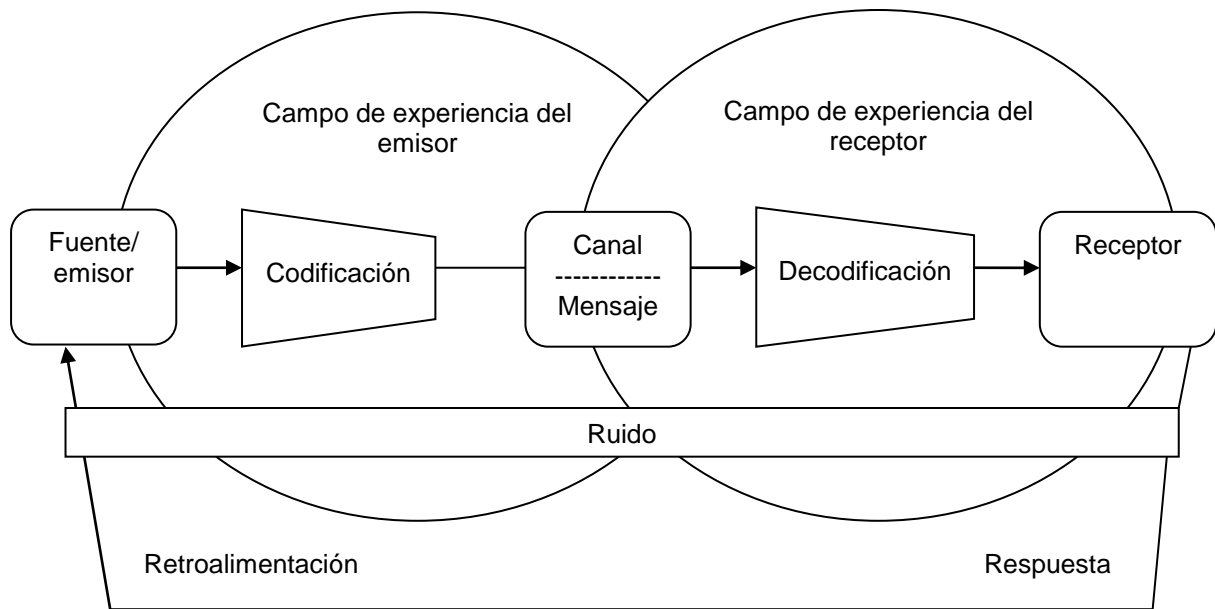 Campo de experiencia del
emisor
Campo de experiencia del
receptor
Fuente/
emisor
Codificación
Canal
------------
Mensaje
Decodificación
Receptor
Ruido
Retroalimentación
Respuesta